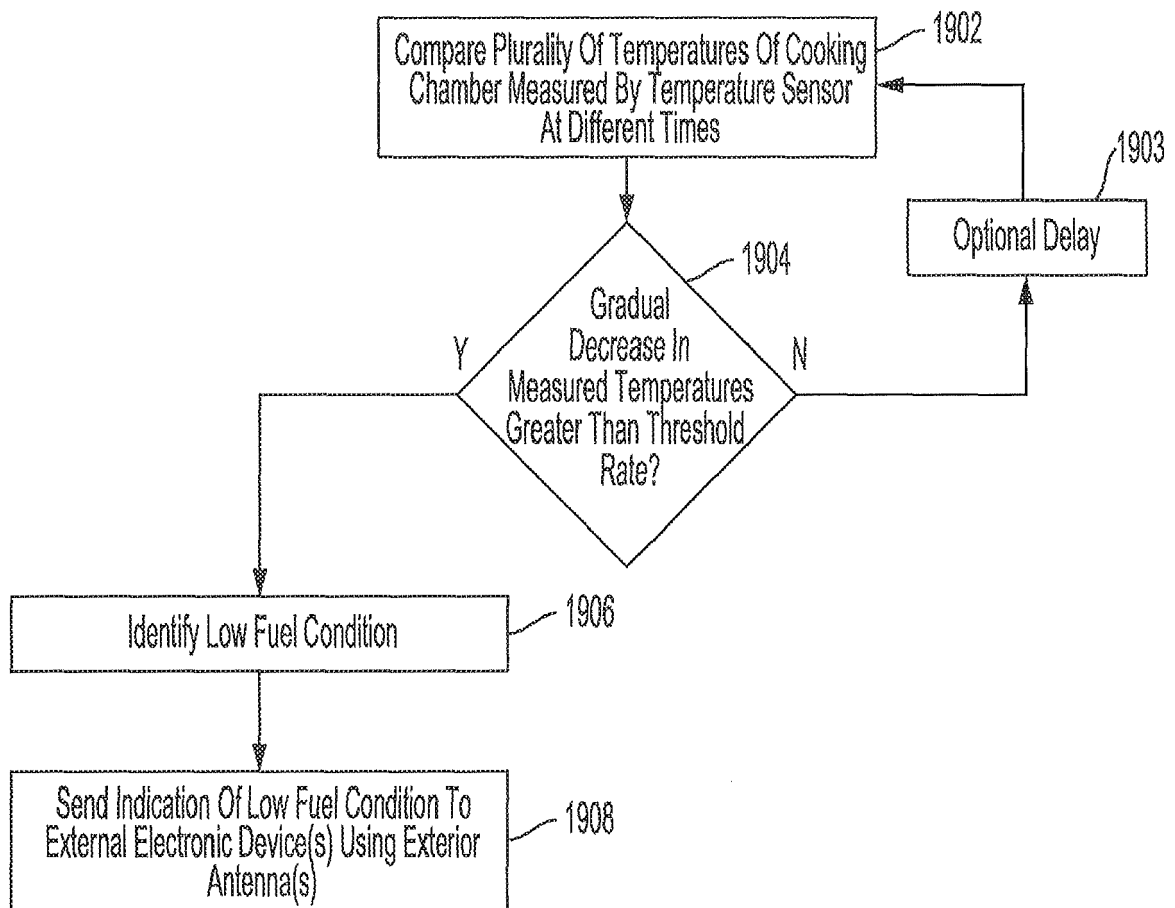 1902
Compare Plurality Of Temperatures Of Cooking
Chamber Measured By Temperature Sensor
At Different Times
1903
Optional Delay
1904
Gradual
Decrease In
Measured Temperatures
Greater Than Threshold
Rate?
Y
N
Identify Low Fuel Condition
1906
Send Indication Of Low Fuel Condition To
External Electronic Device(s) Using Exterior
Antenna(s)
1908